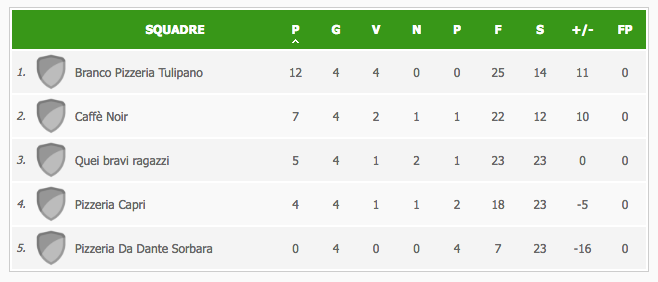 SQUADRE P G V N P F S +/- FP
1. Branco Pizzeria Tulipano 12 4 4 0 0 25 14 11 0
2. Caffè Noir 7 4 2 1 1 22 12 10 0
3. Quei bravi ragazzi 5 4 1 2 1 23 23 0 0
4. Pizzeria Capri 4 4 1 1 2 18 23 -5 0
5. Pizzeria Da Dante Sorbara 0 4 0 0 4 7 23 -16 0